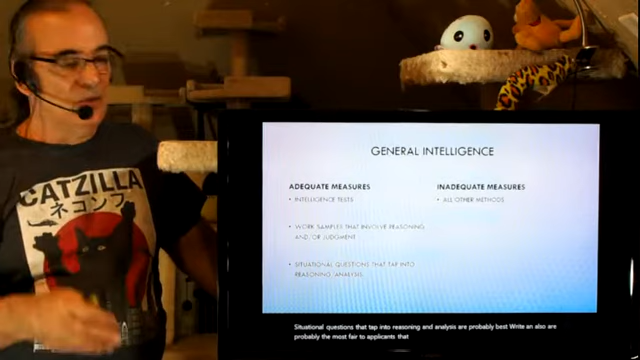 GENERAL INTELLIGENCE
ADEQUATE MEASURES
• INTELLIGENCE TESTS
• WORK SAMPLES THAT INVOLVE REASONING
AND/OR JUDGMENT
• SITUATIONAL QUESTIONS THAT TAP INTO
REASONING/ANALYSIS
INADEQUATE MEASURES
• ALL OTHER METHODS
CATZILLA
ネコンフ
Situational questions that tap into reasoning and analysis are probably best Write an also are
probably the most fair to applicants that